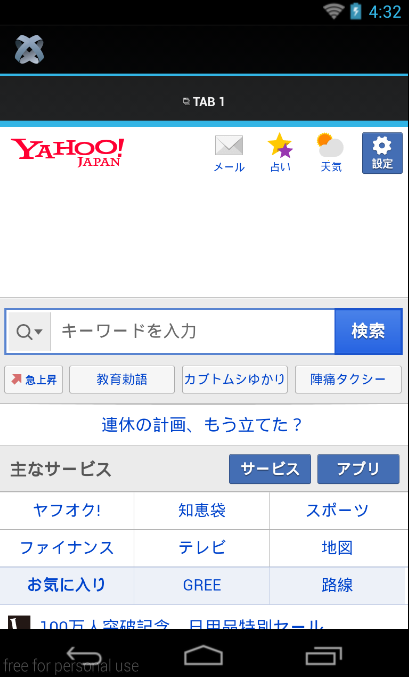 4:32
TAB 1
YAHOO!
JAPAN
メール 占い 天気 設定
キーワードを入力 検索
急上昇 教育勅語 カブトムシゆかり 陣痛タクシー
連休の計画、もう立てた？
主なサービス サービス アプリ
ヤフオク! 知恵袋 スポーツ
ファイナンス テレビ 地図
お気に入り GREE 路線
100万人突破記念 日用品特別セール
free for personal use